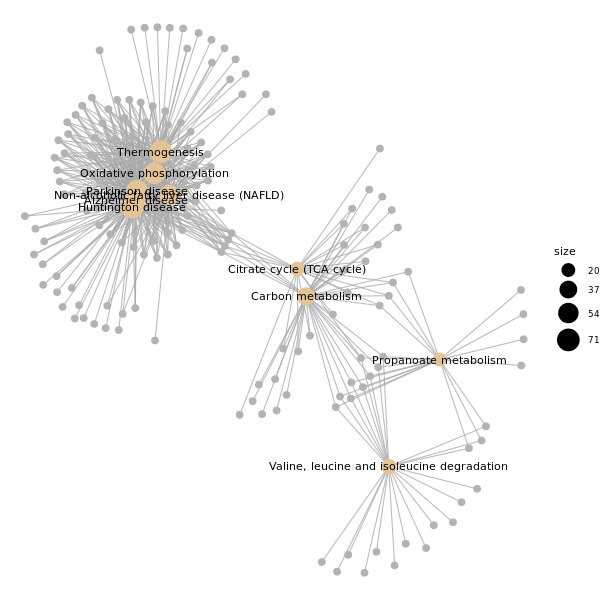 Thermogenesis
Oxidative phosphorylation
Parkinson disease
Non-alcoholic fatty liver disease (NAFLD)
Alzheimer disease
Huntington disease
Citrate cycle (TCA cycle)
Carbon metabolism
Propanoate metabolism
Valine, leucine and isoleucine degradation
size
20
37
54
71